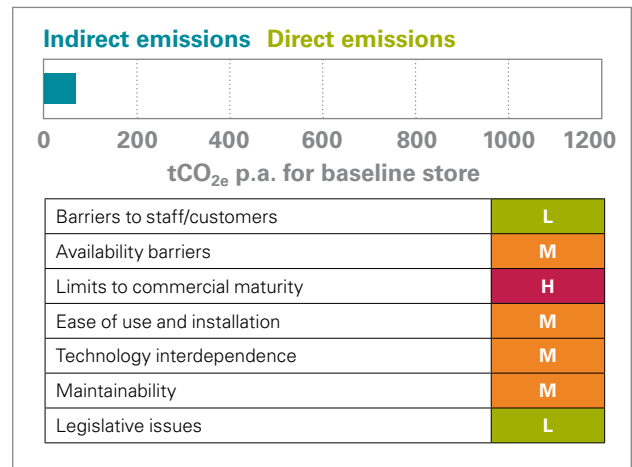 Indirect emissions Direct emissions
0 200 400 600 800 1000 1200
tCO2e p.a. for baseline store
Barriers to staff/customers L
Availability barriers M
Limits to commercial maturity H
Ease of use and installation M
Technology interdependence M
Maintainability M
Legislative issues L